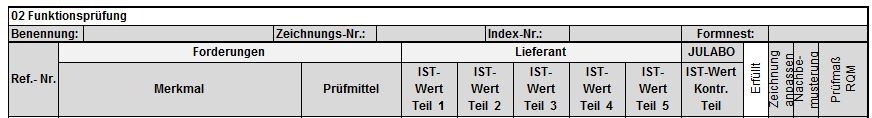 02 Funktionsprüfung
Benennung: Zeichnungs-Nr.: Index-Nr.: Formnest:
Ref.- Nr. Forderungen Lieferant JULABO
Merkmal Prüfmittel
IST-Wert Teil 1
IST-Wert Teil 2
IST-Wert Teil 3
IST-Wert Teil 4
IST-Wert Teil 5
IST-Wert Kontr. Teil
Erfüllt
Zeichnung anpassen
Nachbe-
musterung
Prüfmaß
RQM